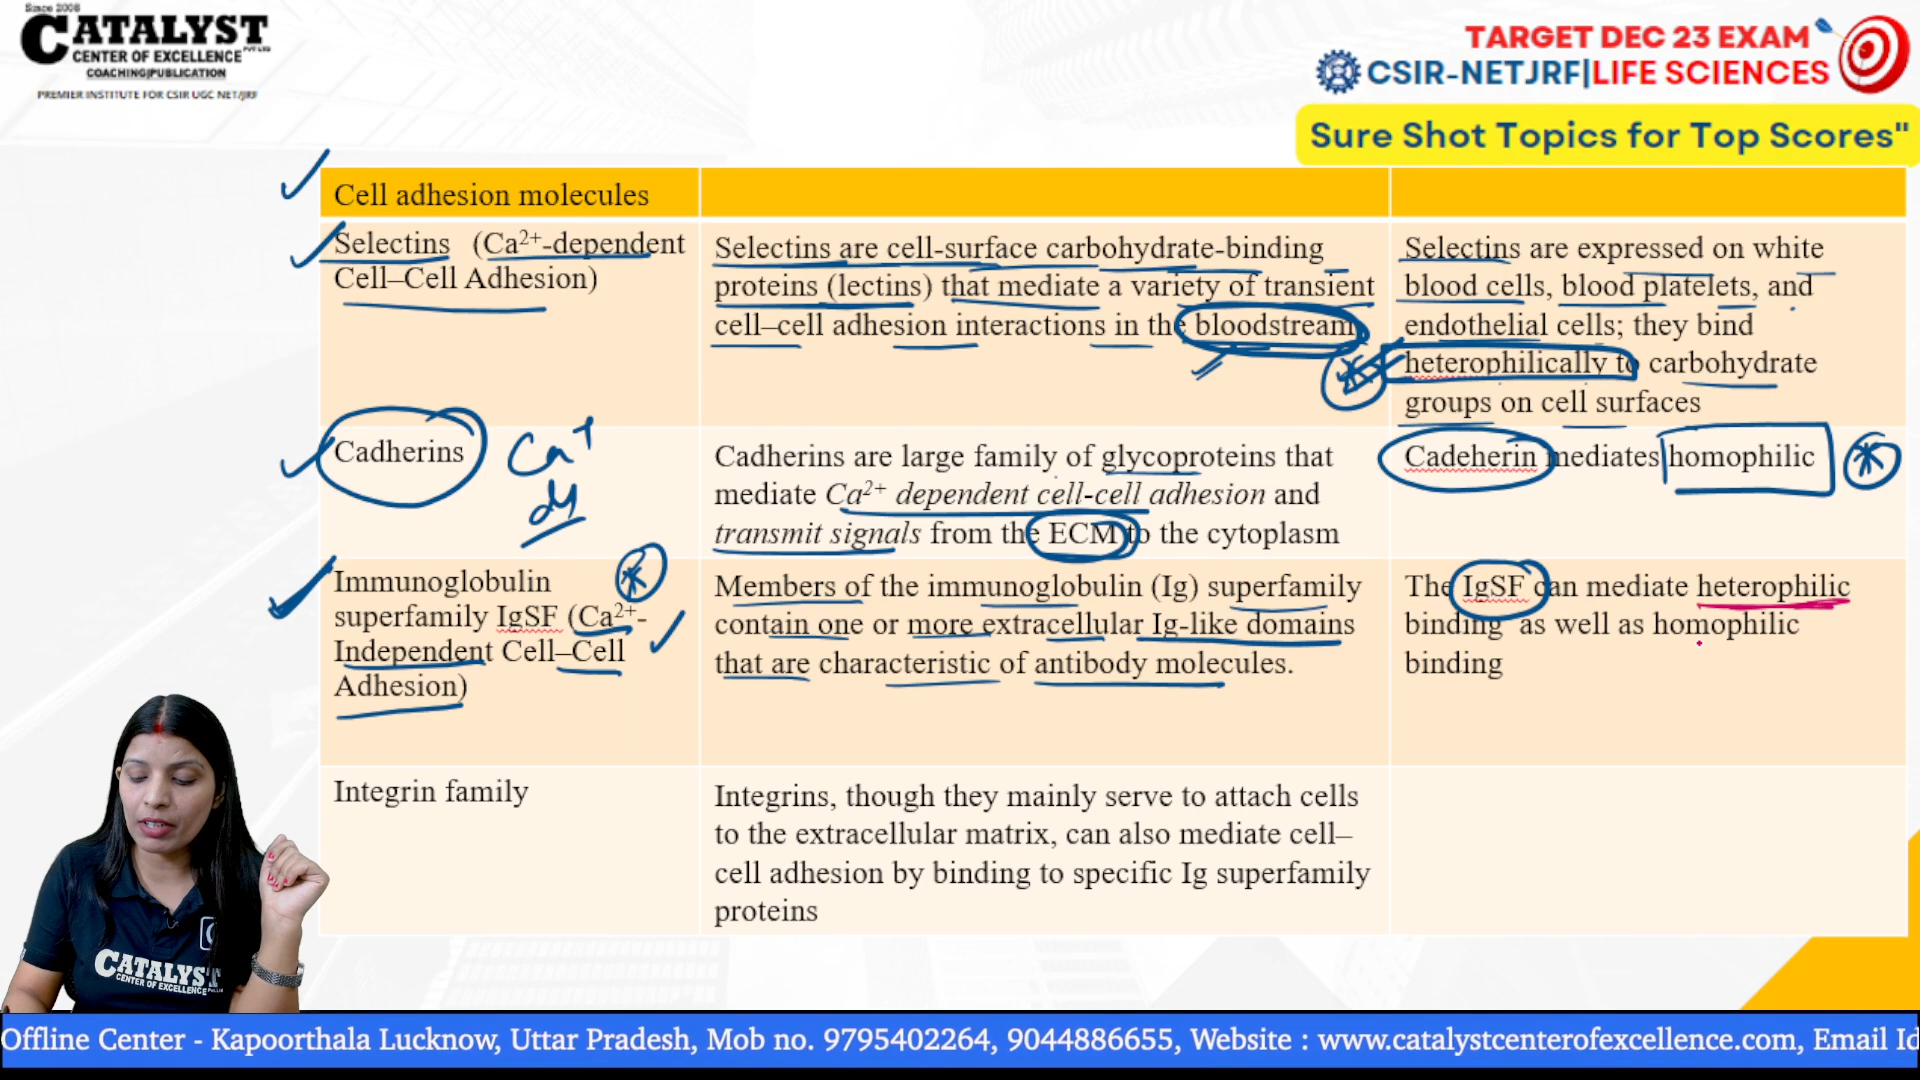 Since 2006
CATALYST
PVT LTD
CENTER OF EXCELLENCE
COACHING|PUBLICATION
PREMIER INSTITUTE FOR CSIR UGC NET/JRF
TARGET DEC 23 EXAM
CSIR-NETJRF|LIFE SCIENCES
Sure Shot Topics for Top Scores"
Cell adhesion molecules
Selectins (Ca²⁺-dependent
Cell–Cell Adhesion)
Selectins are cell-surface carbohydrate-binding
proteins (lectins) that mediate a variety of transient
cell–cell adhesion interactions in the bloodstream
Selectins are expressed on white
blood cells, blood platelets, and
endothelial cells; they bind
heterophilically to carbohydrate
groups on cell surfaces
Cadherins
Ca⁺
Cadherins are large family of glycoproteins that
mediate Ca²⁺ dependent cell-cell adhesion and
transmit signals from the ECM to the cytoplasm
Cadeherin mediates homophilic
Immunoglobulin
superfamily IgSF (Ca²⁺-
Independent Cell–Cell
Adhesion)
Members of the immunoglobulin (Ig) superfamily
contain one or more extracellular Ig-like domains
that are characteristic of antibody molecules.
The IgSF can mediate heterophilic
binding as well as homophilic
binding
Integrin family
Integrins, though they mainly serve to attach cells
to the extracellular matrix, can also mediate cell–
cell adhesion by binding to specific Ig superfamily
proteins
CATALYST
CENTER OF EXCELLENCE
Offline Center - Kapoorthala Lucknow, Uttar Pradesh, Mob no. 9795402264, 9044886655, Website : www.catalystcenterofexcellence.com, Email Id